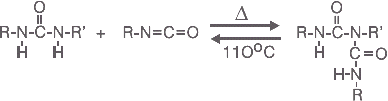 O O
R-N-C-N-R' + R-N=C=O Δ R-N-C-N-R'
H H 110°C H C=O
H-N
R